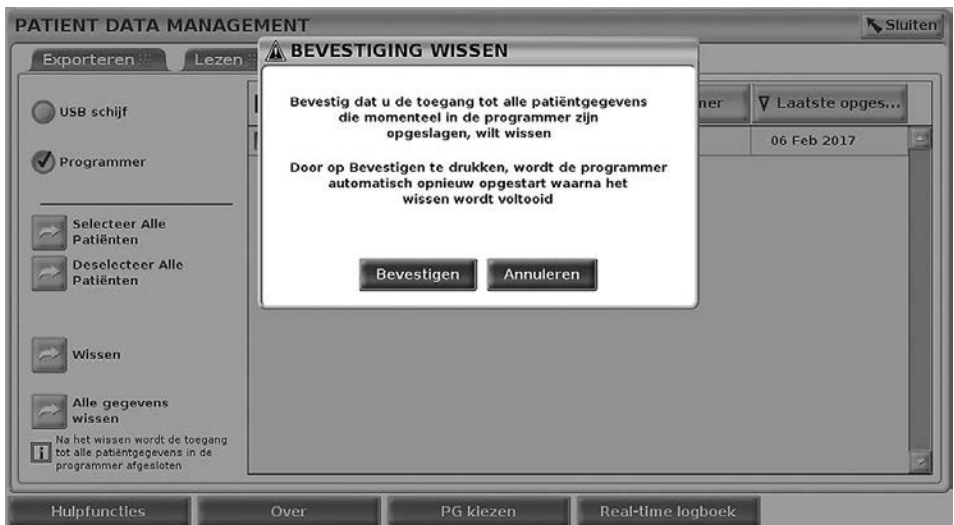 PATIENT DATA MANAGEMENT
Sluiten
Exporteren
Lezen
BEVESTIGING WISSEN
Bevestig dat u de toegang tot alle patiëntgegevens
die momenteel in de programmer zijn
opgeslagen, wilt wissen
Door op Bevestigen te drukken, wordt de programmer
automatisch opnieuw opgestart waarna het
wissen wordt voltooid
Bevestigen
Annuleren
USB schijf
Programmer
Selecteer Alle
Patiënten
Deselecteer Alle
Patiënten
Wissen
Alle gegevens
wissen
Na het wissen wordt de toegang
tot alle patiëntgegevens in de
programmer afgesloten
Laatste opges...
06 Feb 2017
Hulpfuncties
Over
PG kiezen
Real-time logboek